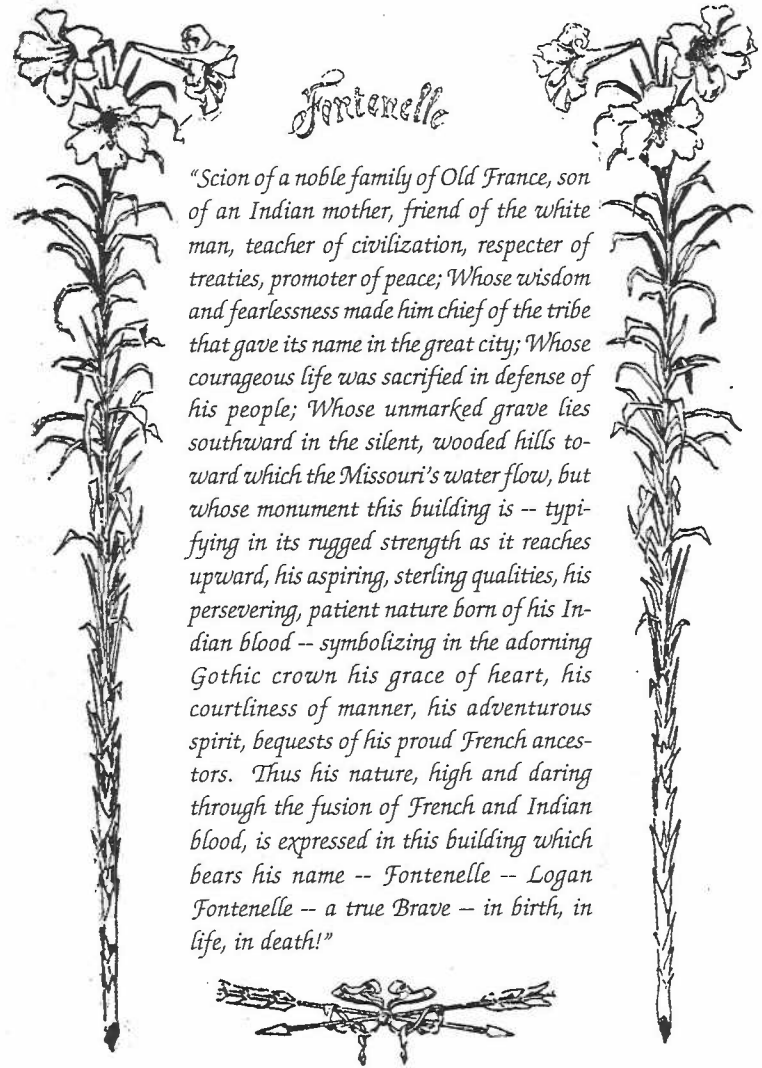 Fontenelle
“Scion of a noble family of Old France, son
of an Indian mother, friend of the white
man, teacher of civilization, respecter of
treaties, promoter of peace; Whose wisdom
and fearlessness made him chief of the tribe
that gave its name in the great city; Whose
courageous life was sacrified in defense of
his people; Whose unmarked grave lies
southward in the silent, wooded hills to-
ward which the Missouri's water flow, but
whose monument this building is -- typi-
fying in its rugged strength as it reaches
upward, his aspiring, sterling qualities, his
persevering, patient nature born of his In-
dian blood -- symbolizing in the adorning
Gothic crown his grace of heart, his
courtliness of manner, his adventurous
spirit, bequests of his proud French ances-
tors. Thus his nature, high and daring
through the fusion of French and Indian
blood, is expressed in this building which
bears his name -- Fontenelle -- Logan
Fontenelle -- a true Brave -- in birth, in
life, in death!”